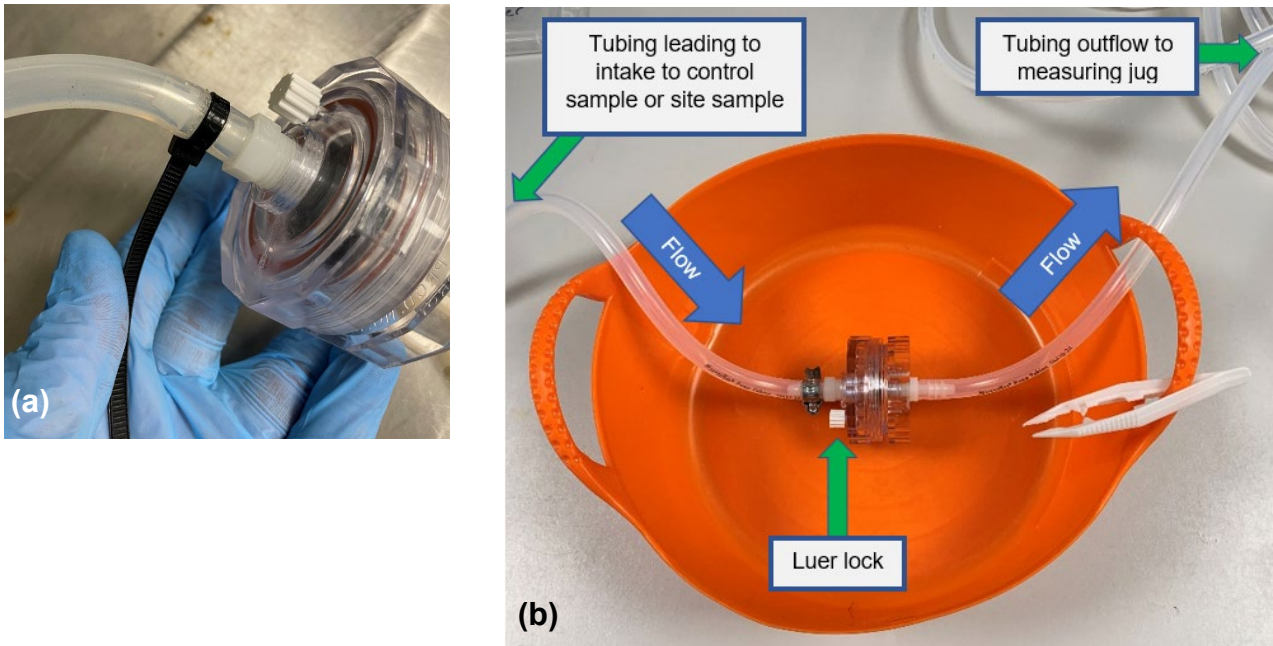 Tubing leading to
intake to control
sample or site sample
Tubing outflow to
measuring jug
Flow
Flow
Luer lock
(a)
(b)